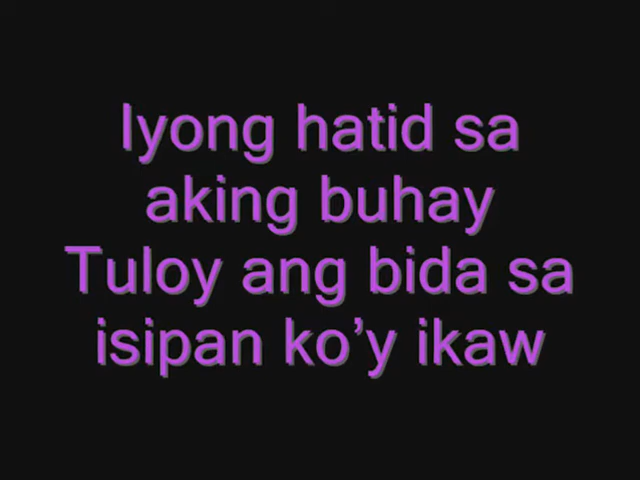 Iyong hatid sa
aking buhay
Tuloy ang bida sa
isipan ko’y ikaw